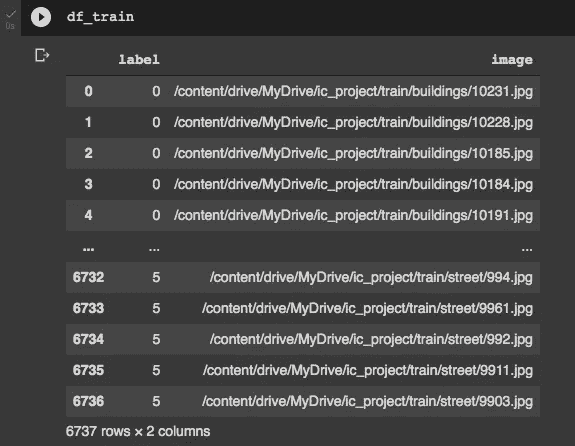 df_train
0s
label image
0 0 /content/drive/MyDrive/ic_project/train/buildings/10231.jpg
1 0 /content/drive/MyDrive/ic_project/train/buildings/10228.jpg
2 0 /content/drive/MyDrive/ic_project/train/buildings/10185.jpg
3 0 /content/drive/MyDrive/ic_project/train/buildings/10184.jpg
4 0 /content/drive/MyDrive/ic_project/train/buildings/10191.jpg
... ... ...
6732 5 /content/drive/MyDrive/ic_project/train/street/994.jpg
6733 5 /content/drive/MyDrive/ic_project/train/street/9961.jpg
6734 5 /content/drive/MyDrive/ic_project/train/street/992.jpg
6735 5 /content/drive/MyDrive/ic_project/train/street/9911.jpg
6736 5 /content/drive/MyDrive/ic_project/train/street/9903.jpg
6737 rows × 2 columns